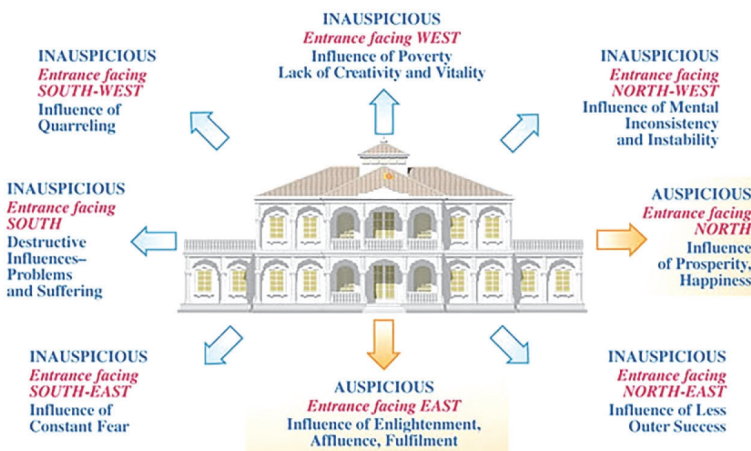 INAUSPICIOUS
Entrance facing WEST
Influence of Poverty
Lack of Creativity and Vitality
INAUSPICIOUS
Entrance facing
SOUTH-WEST
Influence of
Quarreling
INAUSPICIOUS
Entrance facing
NORTH-WEST
Influence of Mental
Inconsistency
and Instability
INAUSPICIOUS
Entrance facing
SOUTH
Destructive
Influences–
Problems
and Suffering
AUSPICIOUS
Entrance facing
NORTH
Influence
of Prosperity,
Happiness
INAUSPICIOUS
Entrance facing
SOUTH-EAST
Influence of
Constant Fear
AUSPICIOUS
Entrance facing EAST
Influence of Enlightenment,
Affluence, Fulfilment
INAUSPICIOUS
Entrance facing
NORTH-EAST
Influence of Less
Outer Success